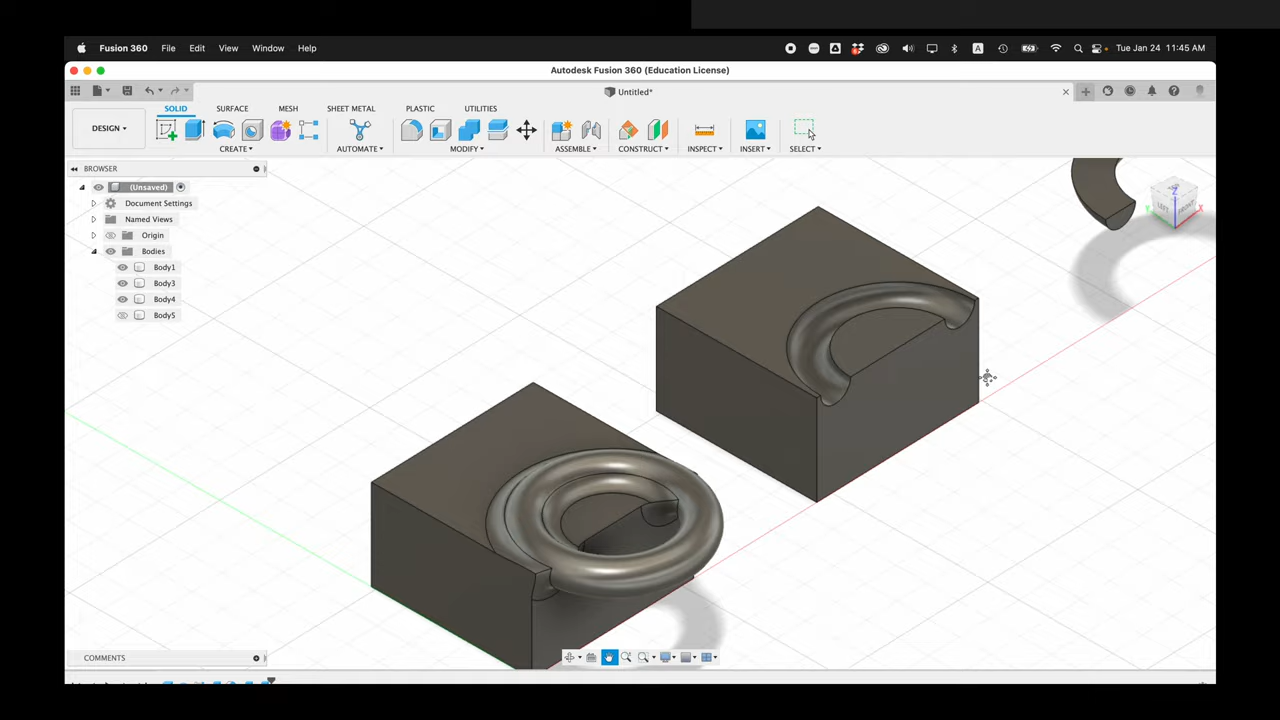 Fusion 360 File Edit View Window Help A Tue Jan 24 11:45 AM
Autodesk Fusion 360 (Education License)
Untitled*
SOLID SURFACE MESH SHEET METAL PLASTIC UTILITIES
DESIGN
CREATE AUTOMATE MODIFY ASSEMBLE CONSTRUCT INSPECT INSERT SELECT
BROWSER
(Unsaved)
Document Settings
Named Views
Origin
Bodies
Body1
Body3
Body4
Body5
LEFT FRONT
Z
X
Y
COMMENTS